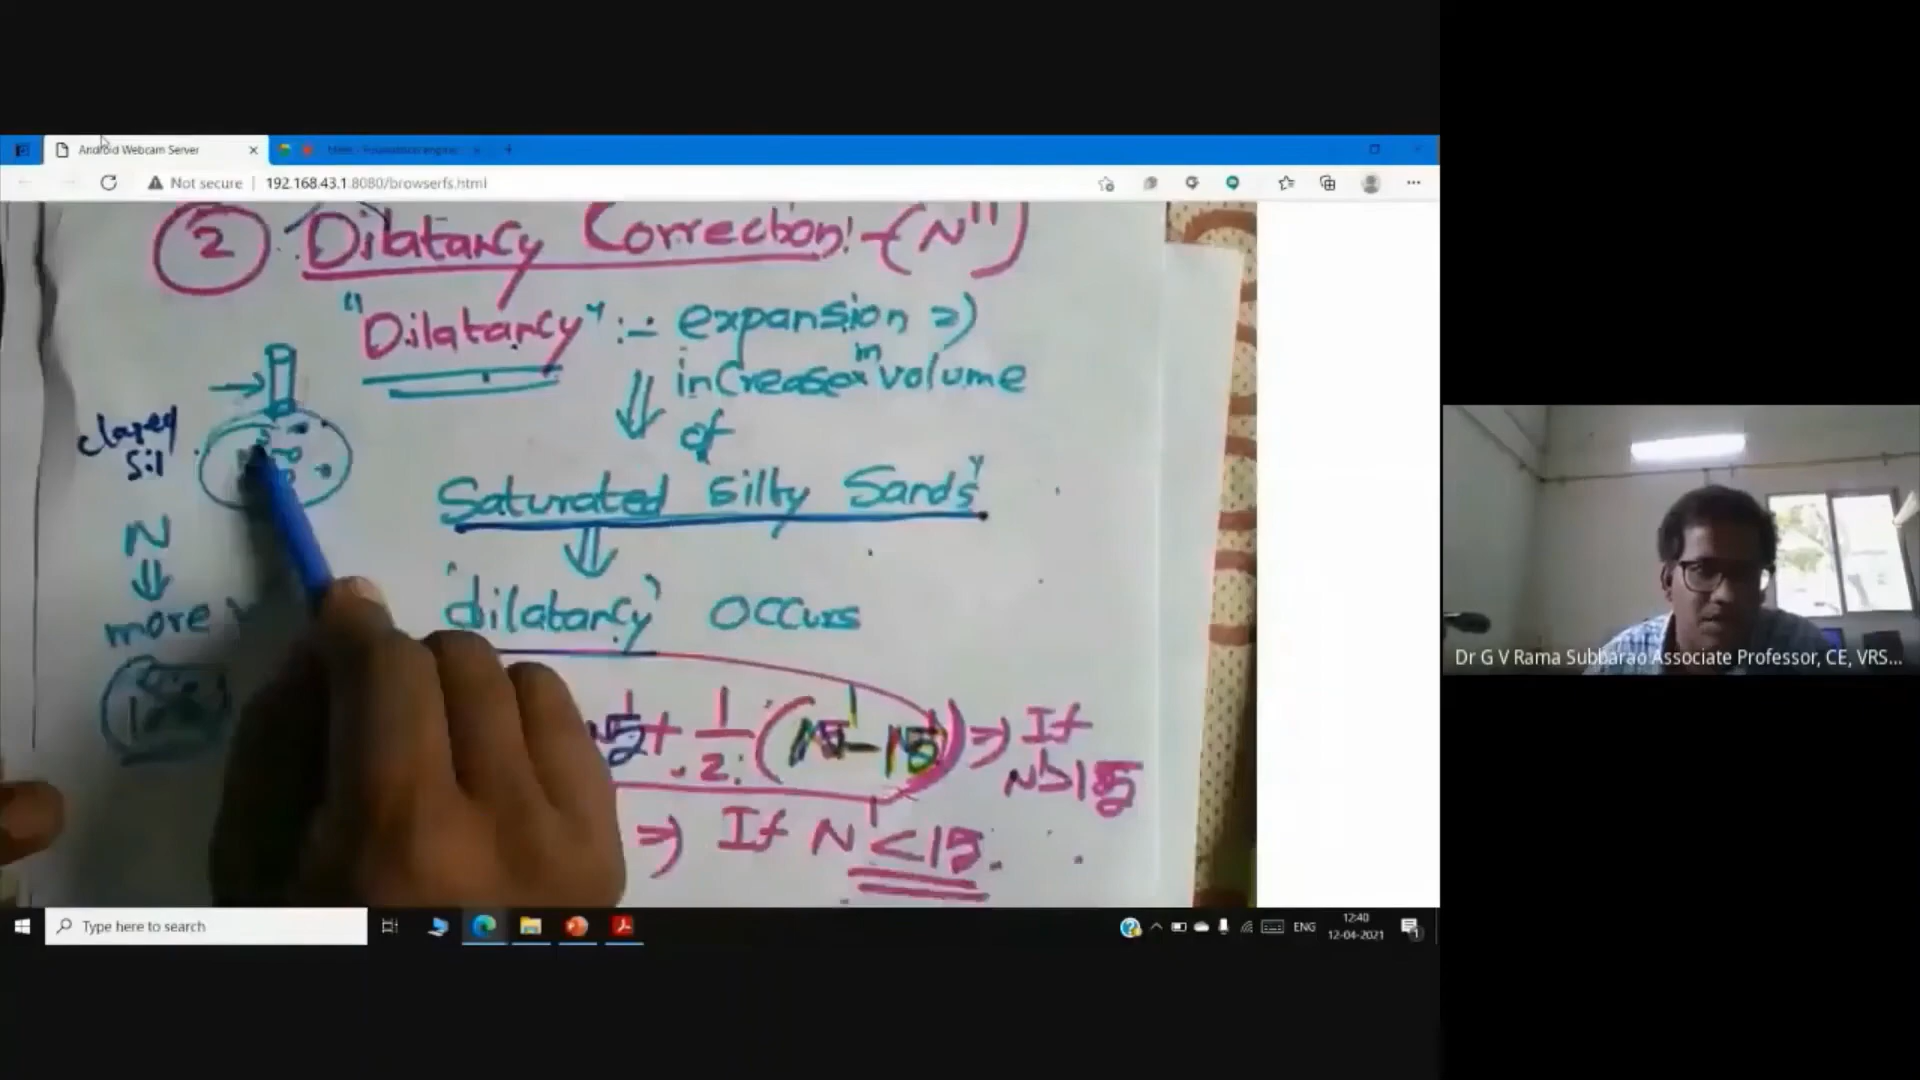 Android Webcam Server
Not secure | 192.168.43.1:8080/browserfs.html
2 Dilatancy Correction:-(N")
"Dilatancy" :- expansion =>
increase in volume
of
clayey
Sil
Saturated Silty Sands"
N
'dilatancy' occurs
more
15 + 1/2 (N' - 15) => If
N'>15
=> If N' <15.
Dr G V Rama Subbarao Associate Professor, CE, VRS...
Type here to search
ENG
12:40
12-04-2021
1